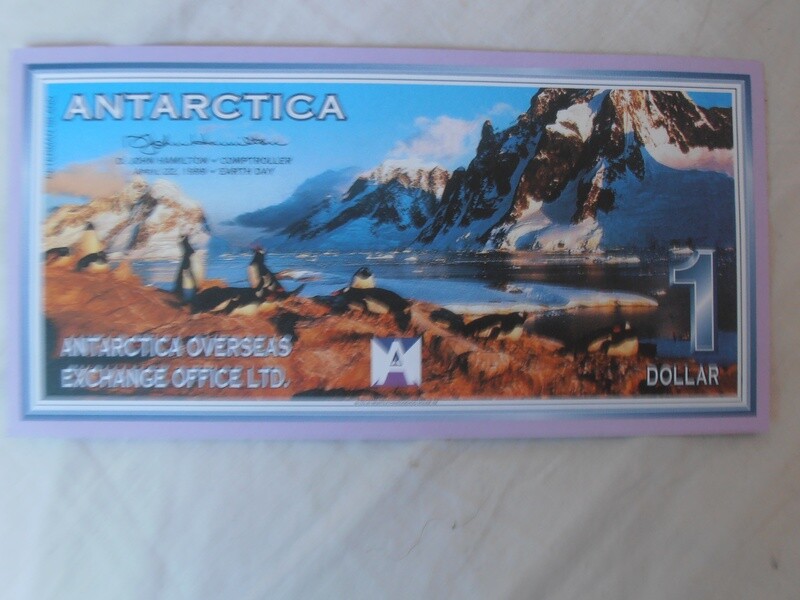 ANTARCTICA
D. JOHN HAMILTON • COMPTROLLER
APRIL 22, 1999 • EARTH DAY
ANTARCTICA OVERSEAS
EXCHANGE OFFICE LTD.
A
1
DOLLAR